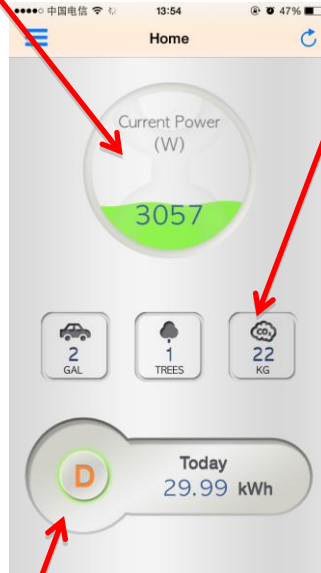 中国电信 13:54 47%
Home
Current Power
(W)
3057
CO₂
2 1 22
GAL TREES KG
D
Today
29.99 kWh